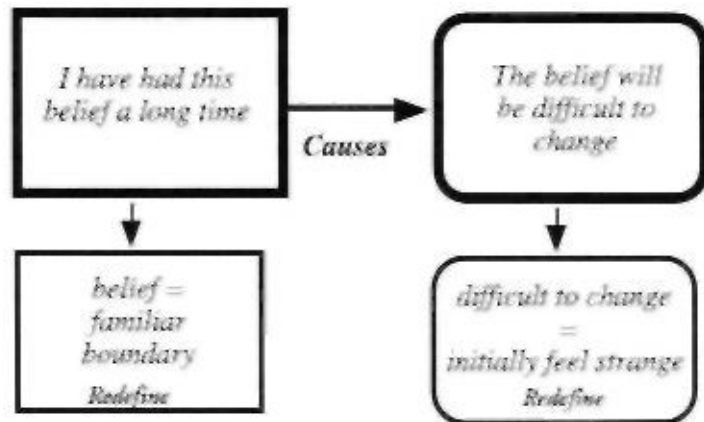 I have had this
belief a long time
Causes
The belief will
be difficult to
change
belief =
familiar
boundary
Redefine
difficult to change
=
initially feel strange
Redefine